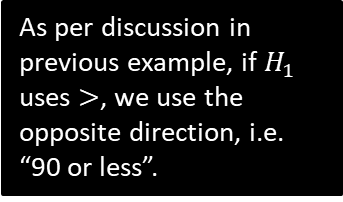 As per discussion in
previous example, if H₁
uses >, we use the
opposite direction, i.e.
“90 or less”.